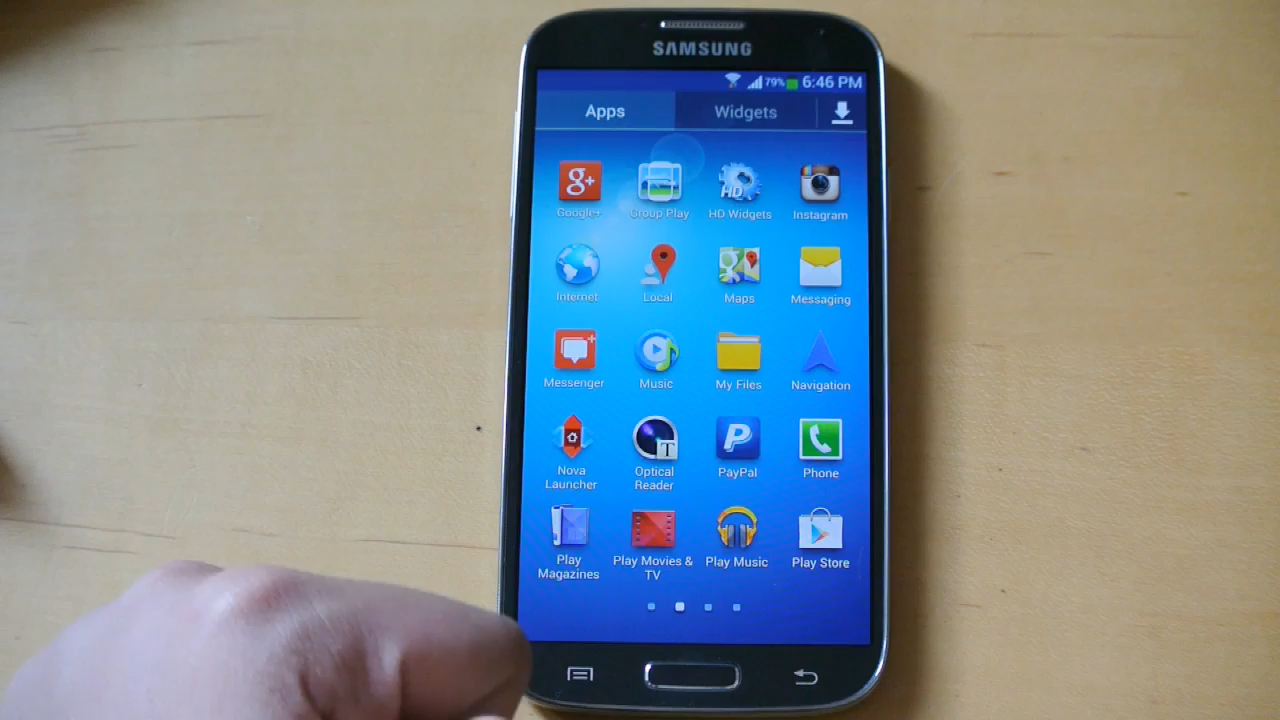 SAMSUNG
79% 6:46 PM
Apps Widgets
Google+ Group Play HD Widgets Instagram
Internet Local Maps Messaging
Messenger Music My Files Navigation
Nova Launcher Optical Reader PayPal Phone
Play Magazines Play Movies & TV Play Music Play Store
g+
HD
g
T
P